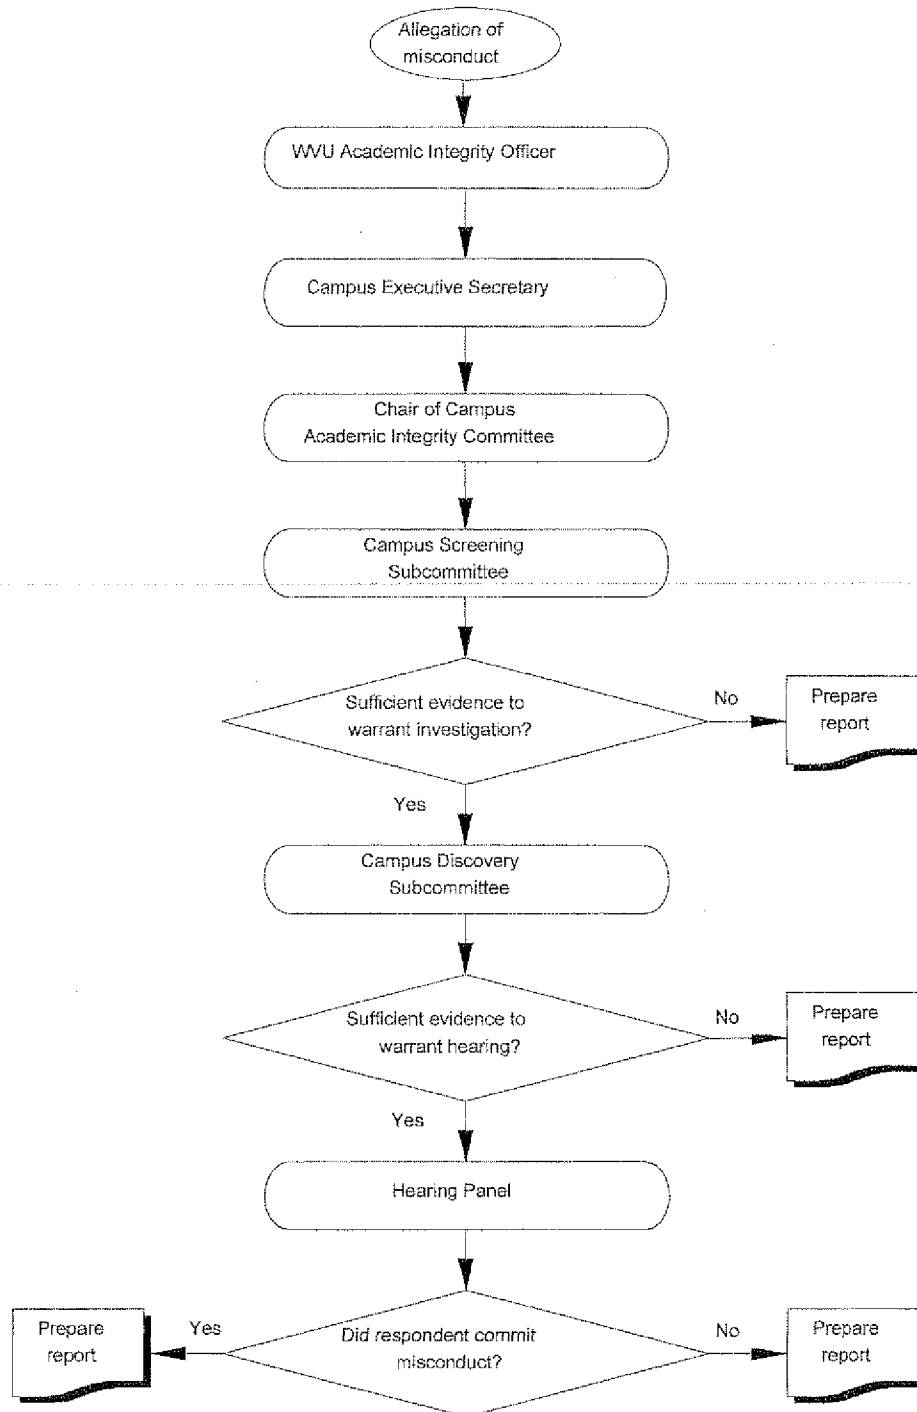 Allegation of
misconduct
WVU Academic Integrity Officer
Campus Executive Secretary
Chair of Campus
Academic Integrity Committee
Campus Screening
Subcommittee
Sufficient evidence to
warrant investigation?
No
Prepare
report
Yes
Campus Discovery
Subcommittee
Sufficient evidence to
warrant hearing?
No
Prepare
report
Yes
Hearing Panel
Prepare
report
Yes
Did respondent commit
misconduct?
No
Prepare
report